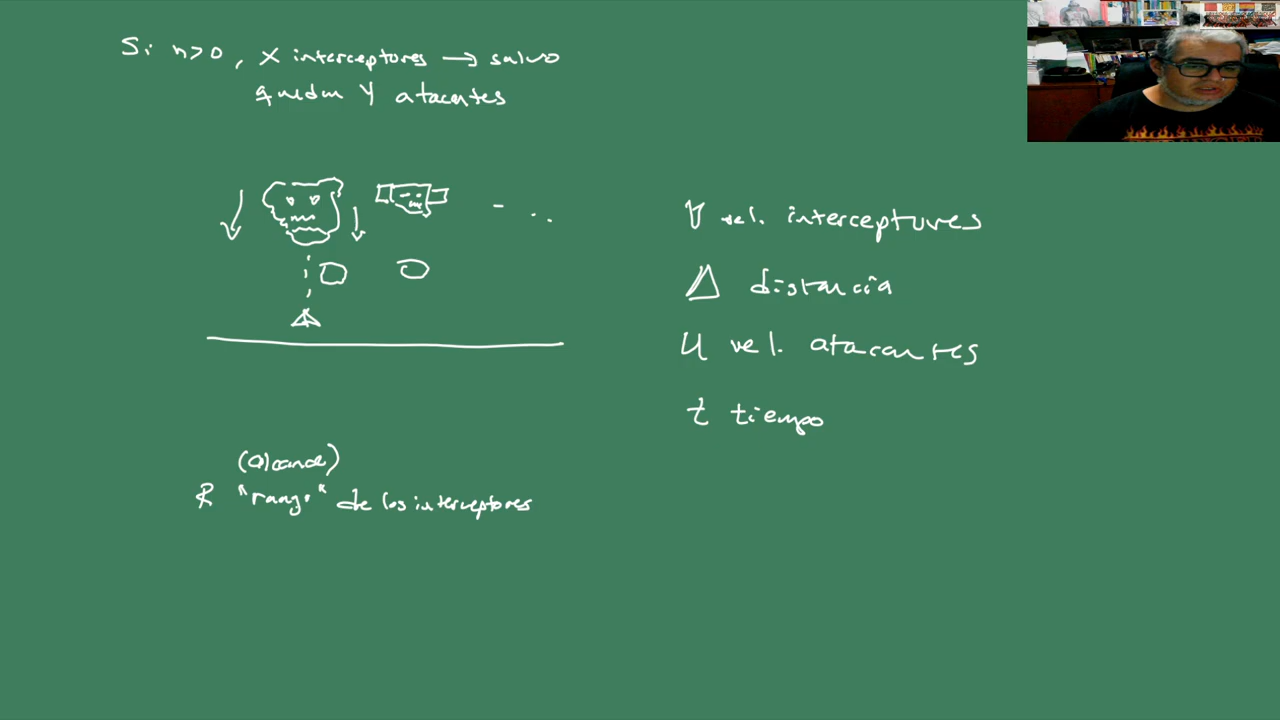 Si n>0, X interceptores → salvo
quedan Y atacantes
V vel. interceptores
Δ distancia
U vel. atacantes
t tiempo
(alcance)
R "rango" de los interceptores